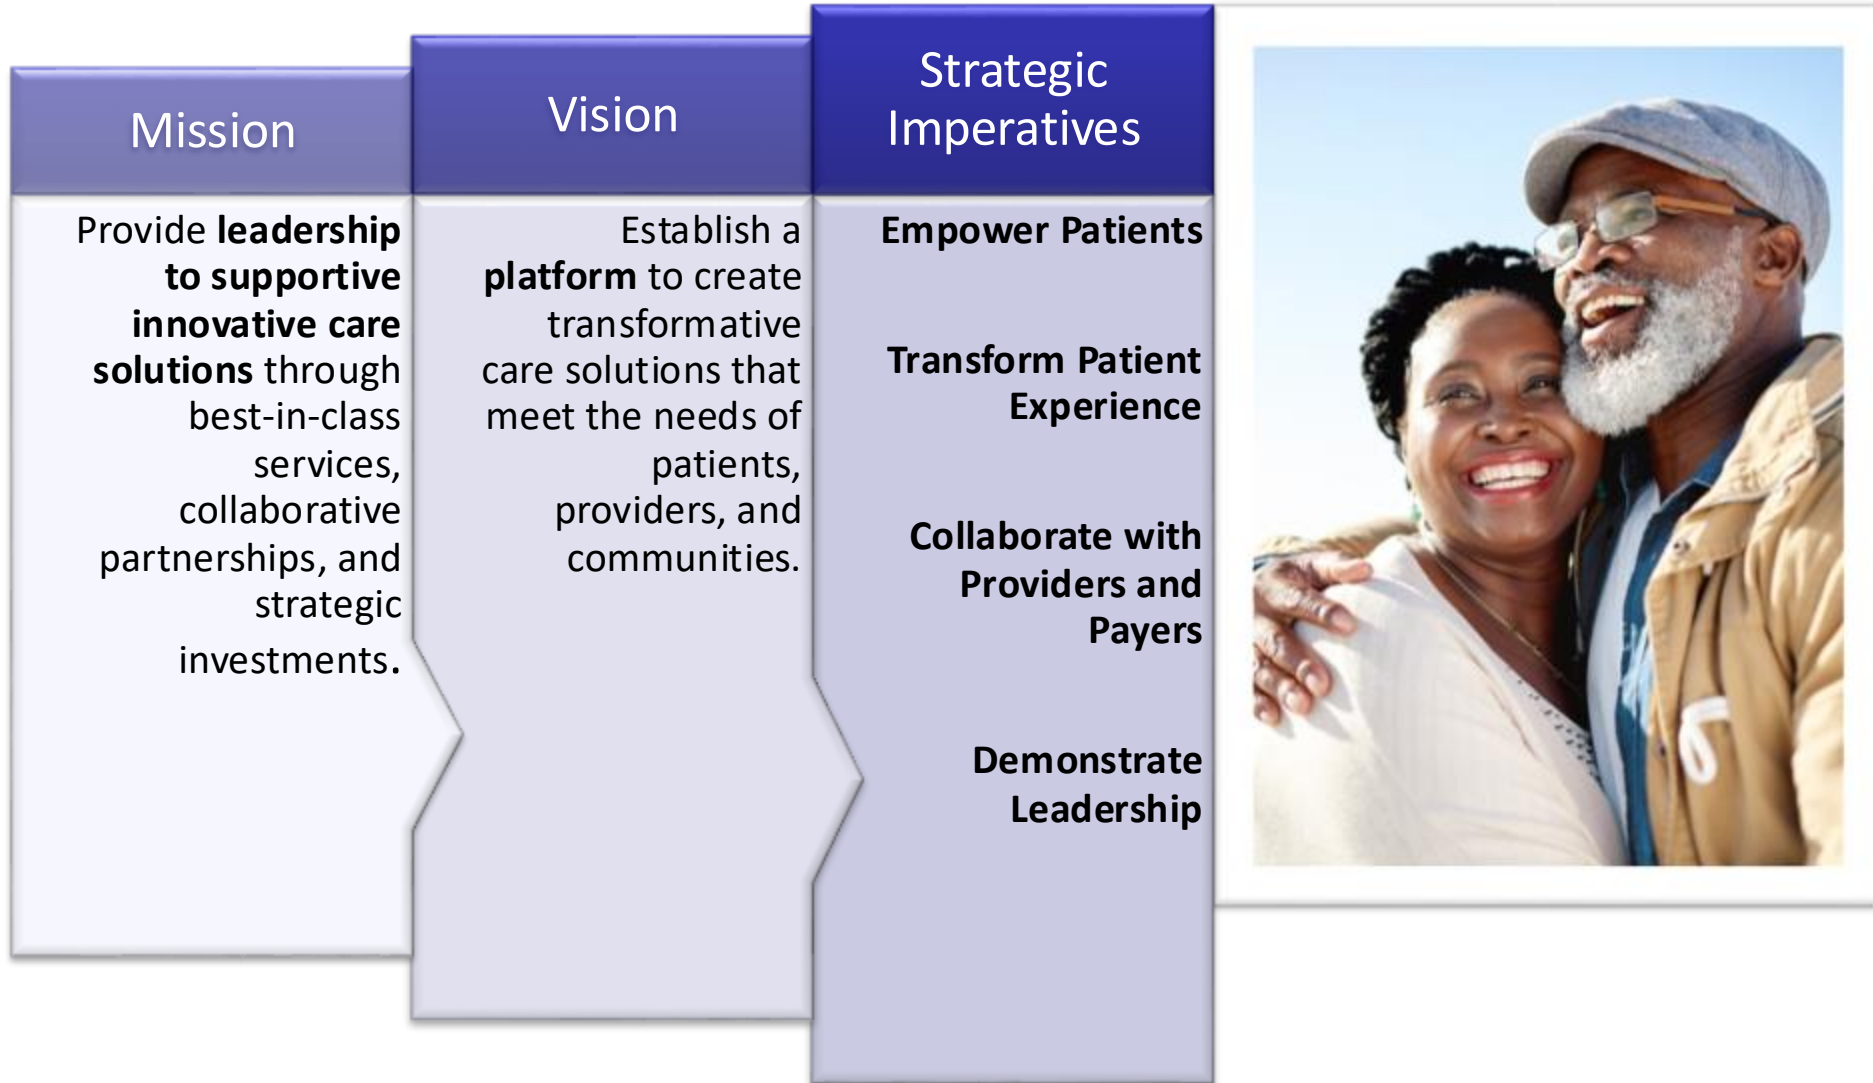 Mission
Provide leadership
to supportive
innovative care
solutions through
best-in-class
services,
collaborative
partnerships, and
strategic
investments.
Vision
Establish a
platform to create
transformative
care solutions that
meet the needs of
patients,
providers, and
communities.
Strategic
Imperatives
Empower Patients
Transform Patient
Experience
Collaborate with
Providers and
Payers
Demonstrate
Leadership